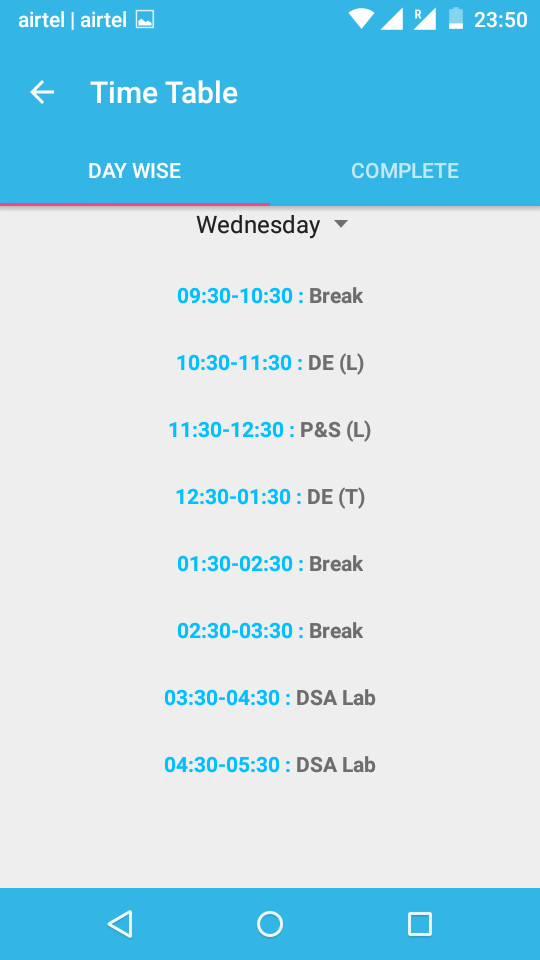 airtel | airtel R 23:50
Time Table
DAY WISE COMPLETE
Wednesday
09:30-10:30 : Break
10:30-11:30 : DE (L)
11:30-12:30 : P&S (L)
12:30-01:30 : DE (T)
01:30-02:30 : Break
02:30-03:30 : Break
03:30-04:30 : DSA Lab
04:30-05:30 : DSA Lab